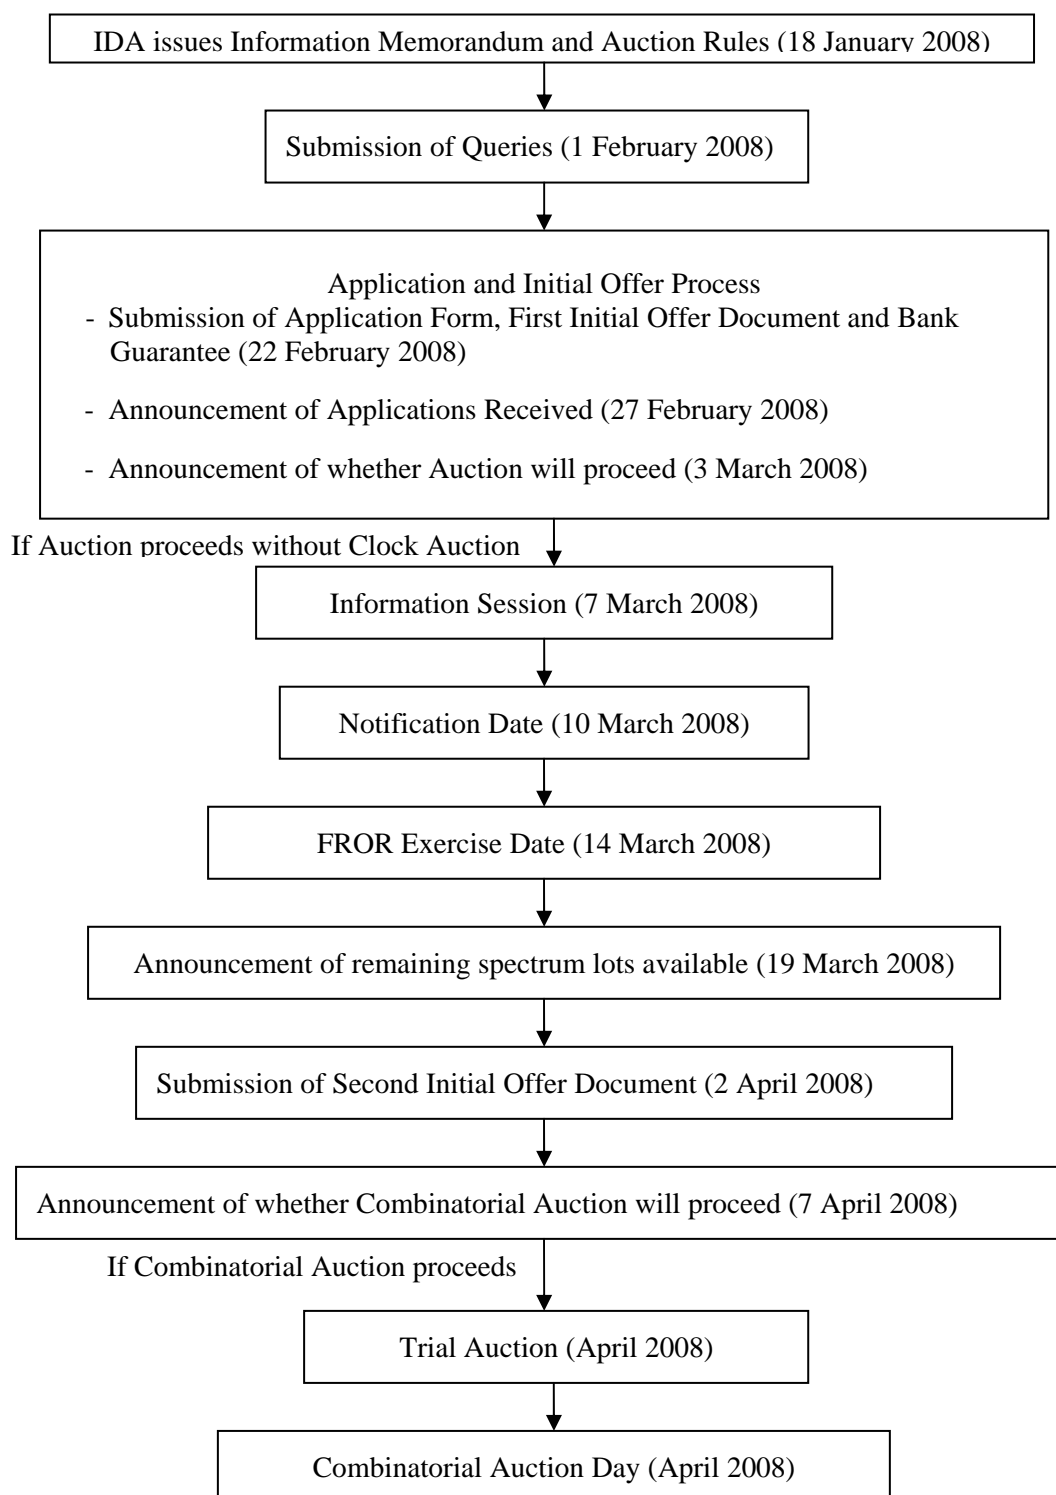 IDA issues Information Memorandum and Auction Rules (18 January 2008)
Submission of Queries (1 February 2008)
Application and Initial Offer Process
- Submission of Application Form, First Initial Offer Document and Bank
Guarantee (22 February 2008)
- Announcement of Applications Received (27 February 2008)
- Announcement of whether Auction will proceed (3 March 2008)
If Auction proceeds without Clock Auction
Information Session (7 March 2008)
Notification Date (10 March 2008)
FROR Exercise Date (14 March 2008)
Announcement of remaining spectrum lots available (19 March 2008)
Submission of Second Initial Offer Document (2 April 2008)
Announcement of whether Combinatorial Auction will proceed (7 April 2008)
If Combinatorial Auction proceeds
Trial Auction (April 2008)
Combinatorial Auction Day (April 2008)